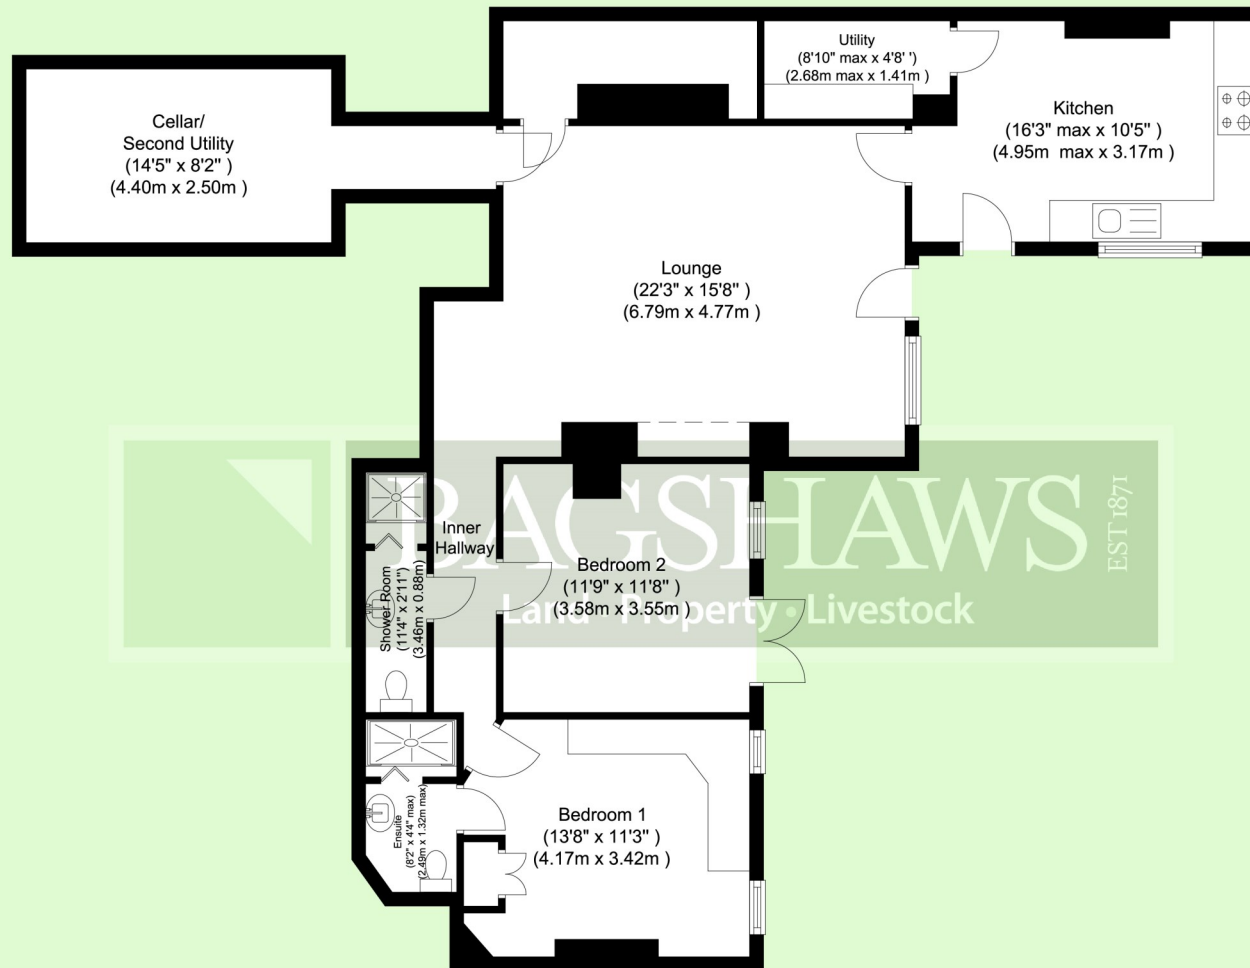 Utility
(8'10" max x 4'8" ')
(2.68m max x 1.41m )
Kitchen
(16'3" max x 10'5" )
(4.95m max x 3.17m )
Cellar/
Second Utility
(14'5" x 8'2" )
(4.40m x 2.50m )
Lounge
(22'3" x 15'8" )
(6.79m x 4.77m )
BAGSHAWS
EST 1871
Land · Property · Livestock
Inner
Hallway
Bedroom 2
(11'9" x 11'8" )
(3.58m x 3.55m )
Shower Room
(11'4" x 2'11")
(3.46m x 0.88m)
Ensuite
(8'2" x 4'4" max)
(2.49m x 1.32m max)
Bedroom 1
(13'8" x 11'3" )
(4.17m x 3.42m )